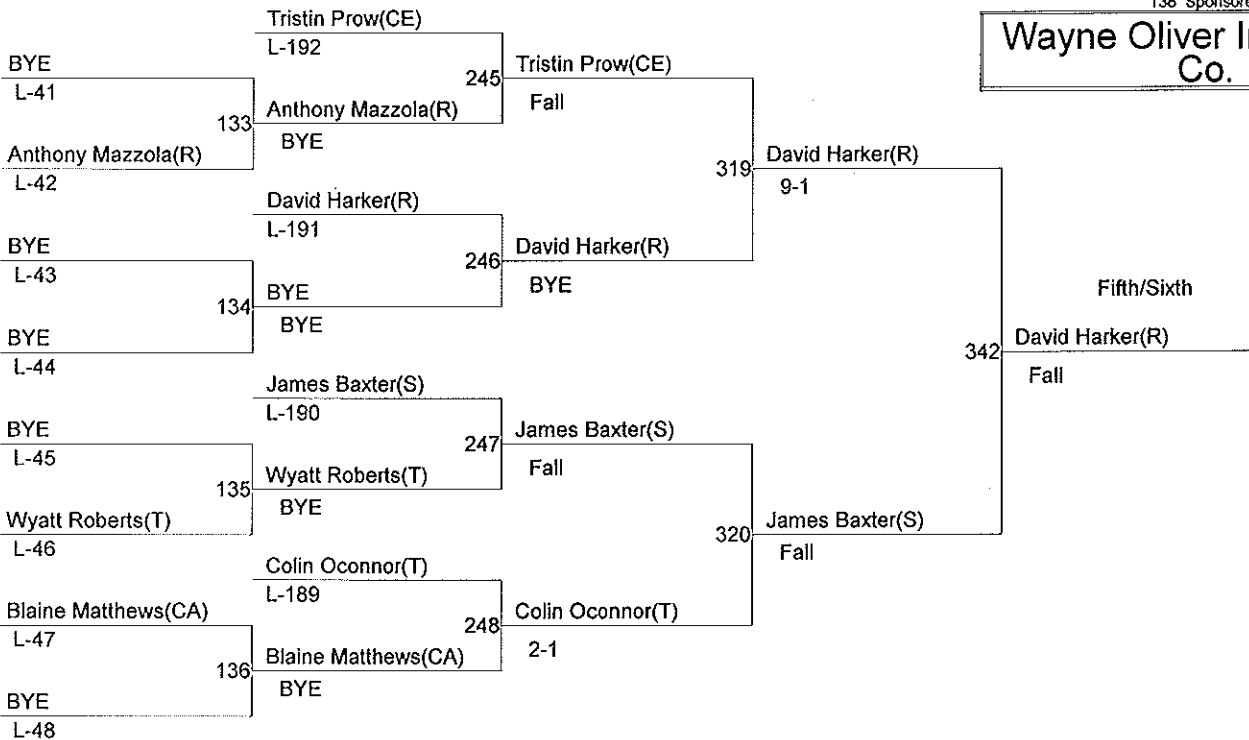 138 Sponsore
Wayne Oliver I
Co.
Tristin Prow(CE)
L-192
BYE
L-41
245
Tristin Prow(CE)
Fall
133
Anthony Mazzola(R)
BYE
Anthony Mazzola(R)
L-42
319
David Harker(R)
9-1
David Harker(R)
L-191
BYE
L-43
246
David Harker(R)
BYE
134
BYE
BYE
Fifth/Sixth
BYE
L-44
342
David Harker(R)
Fall
James Baxter(S)
L-190
BYE
L-45
247
James Baxter(S)
Fall
135
Wyatt Roberts(T)
BYE
Wyatt Roberts(T)
L-46
320
James Baxter(S)
Fall
Colin Oconnor(T)
L-189
Blaine Matthews(CA)
L-47
248
Colin Oconnor(T)
2-1
136
Blaine Matthews(CA)
BYE
BYE
L-48